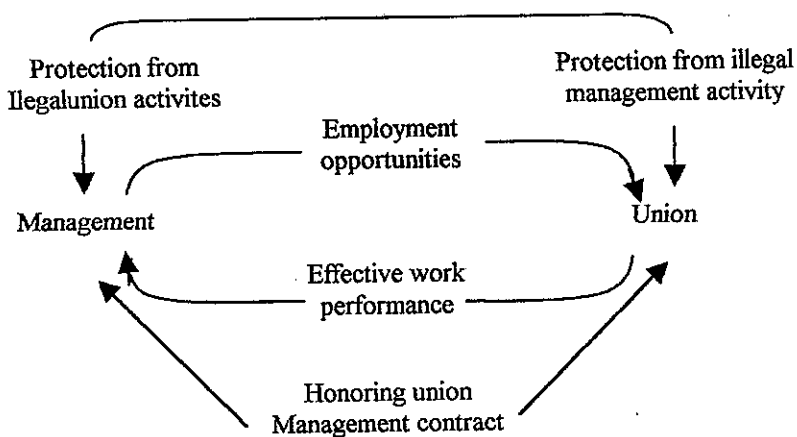 Protection from
Ilegalunion activites
Protection from illegal
management activity
Employment
opportunities
Management
Union
Effective work
performance
Honoring union
Management contract